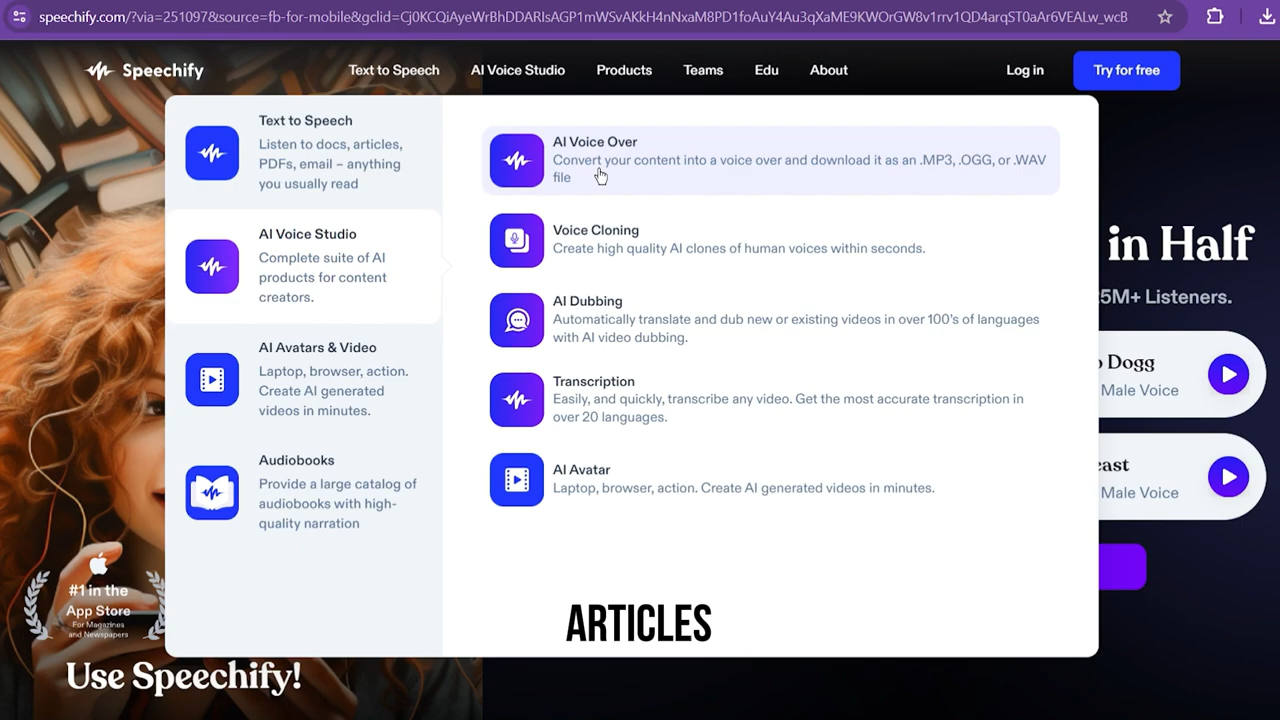 speechify.com/?via=251097&source=fb-for-mobile&gclid=Cj0KCQiAyeWrBhDDARIsAGP1mWSvAKkH4nNxaM8PD1foAuY4Au3qXaME9KWOrGW8v1rrv1QD4arqST0aAr6VEALw_wcB
Speechify
Text to Speech
AI Voice Studio
Products
Teams
Edu
About
Log in
Try for free
Text to Speech
Listen to docs, articles,
PDFs, email – anything
you usually read
AI Voice Studio
Complete suite of AI
products for content
creators.
AI Avatars & Video
Laptop, browser, action.
Create AI generated
videos in minutes.
Audiobooks
Provide a large catalog of
audiobooks with high-
quality narration
AI Voice Over
Convert your content into a voice over and download it as an .MP3, .OGG, or .WAV
file
Voice Cloning
Create high quality AI clones of human voices within seconds.
AI Dubbing
Automatically translate and dub new or existing videos in over 100's of languages
with AI video dubbing.
Transcription
Easily, and quickly, transcribe any video. Get the most accurate transcription in
over 20 languages.
AI Avatar
Laptop, browser, action. Create AI generated videos in minutes.
in Half
5M+ Listeners.
Dogg
Male Voice
east
Male Voice
#1 in the
App Store
For Magazines
and Newspapers
Use Speechify!
ARTICLES